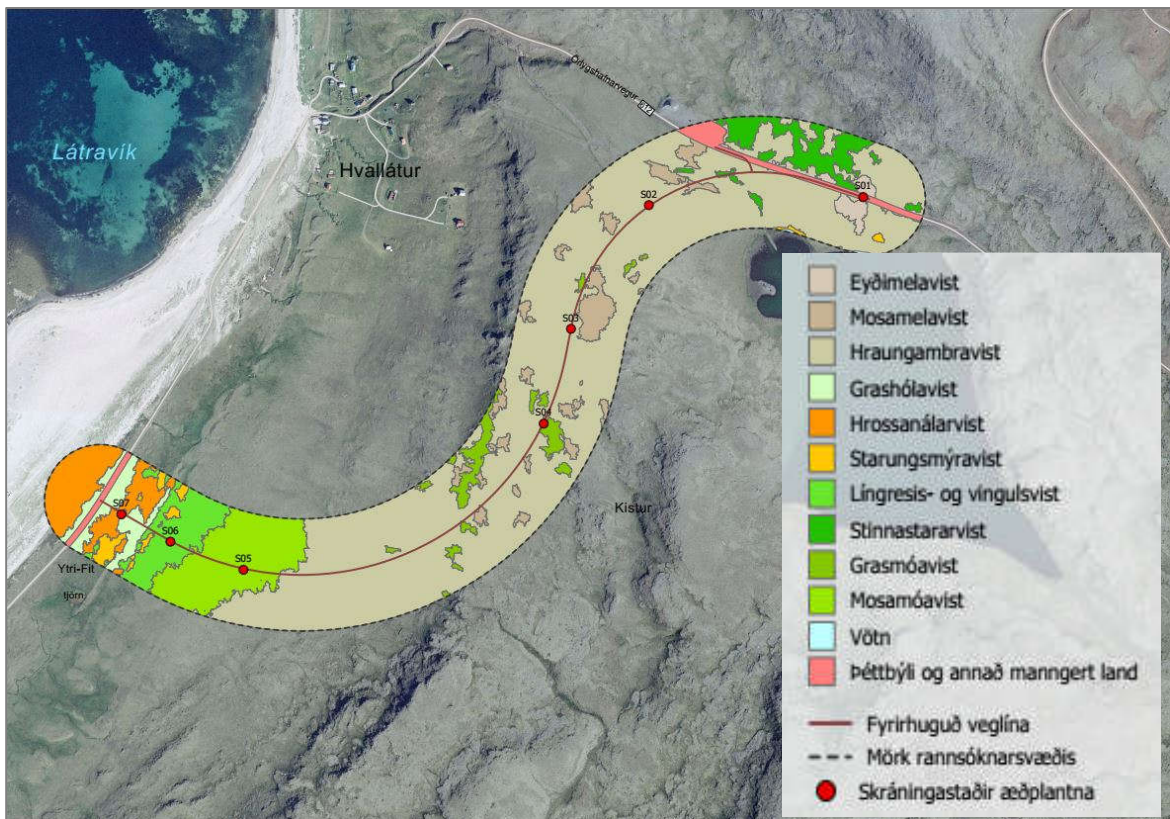 Örlygshafnarvegur 612
Látravík
Hvallátur
S01
S02
S03
S04
Kistur
S07
S06
S05
Ytri-Fit
tjörn
Eyðimelavist
Mosamelavist
Hraungambravist
Grashólavist
Hrossanálarvist
Starungsmýravist
Língresis- og vingulsvist
Stinnastararvist
Grasmóavist
Mosamóavist
Vötn
Þéttbýli og annað manngert land
Fyrirhuguð veglína
Mörk rannsóknarsvæðis
Skráningastaðir æðplantna